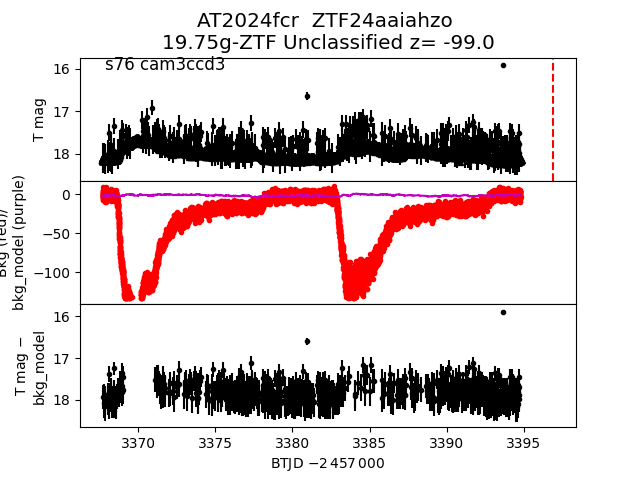 AT2024fcr  ZTF24aaiahzo
19.75g-ZTF Unclassified z= -99.0
s76 cam3ccd3
16
17
18
T mag
0
−50
−100
Bkg (red)/
bkg_model (purple)
16
17
18
T mag −
bkg_model
3370
3375
3380
3385
3390
3395
BTJD −2 457 000